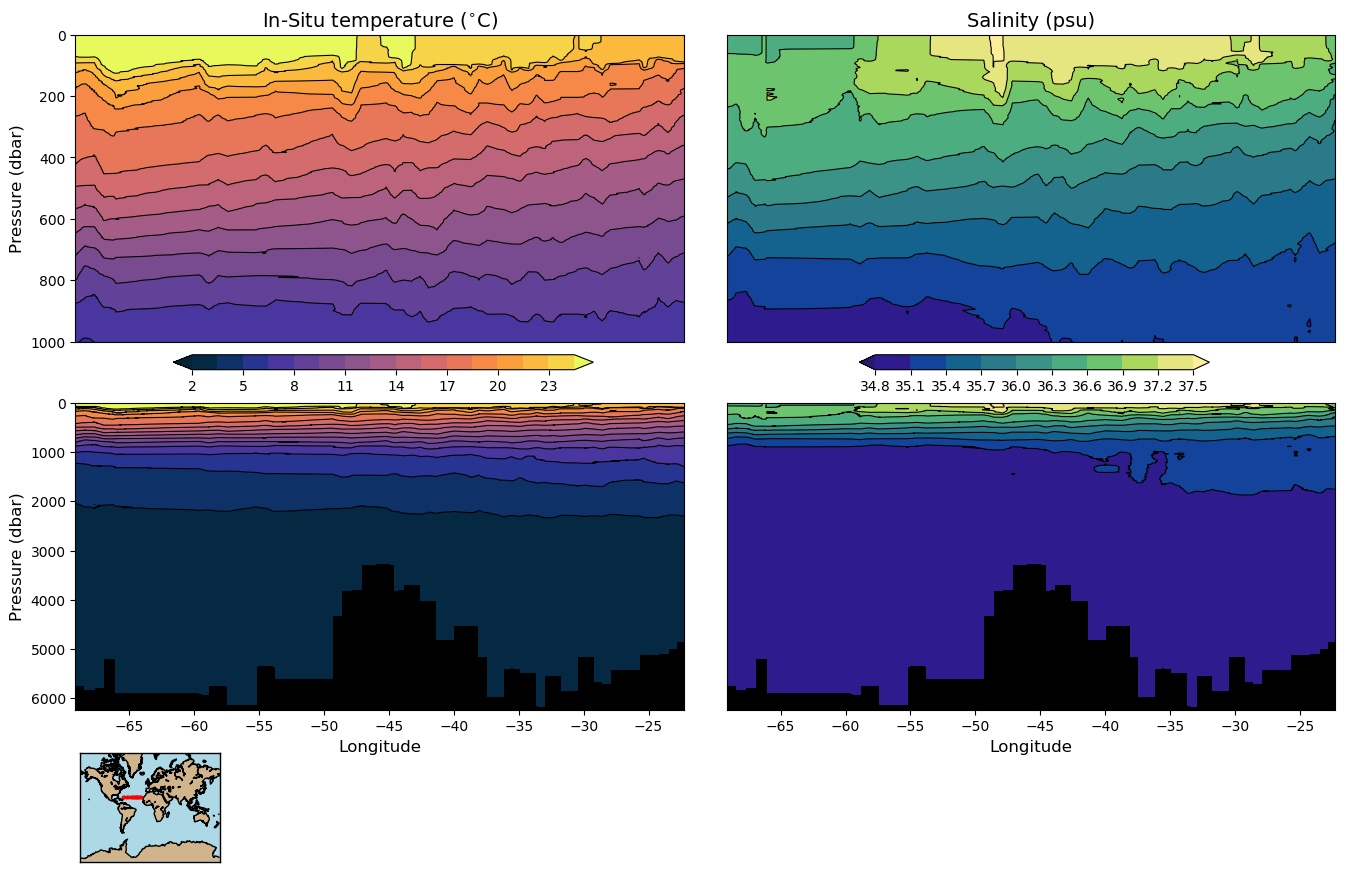 In-Situ temperature (°C)
Salinity (psu)
0
200
400
600
800
1000
Pressure (dbar)
2 5 8 11 14 17 20 23
34.8 35.1 35.4 35.7 36.0 36.3 36.6 36.9 37.2 37.5
0
1000
2000
3000
4000
5000
6000
Pressure (dbar)
−65 −60 −55 −50 −45 −40 −35 −30 −25
Longitude
−65 −60 −55 −50 −45 −40 −35 −30 −25
Longitude